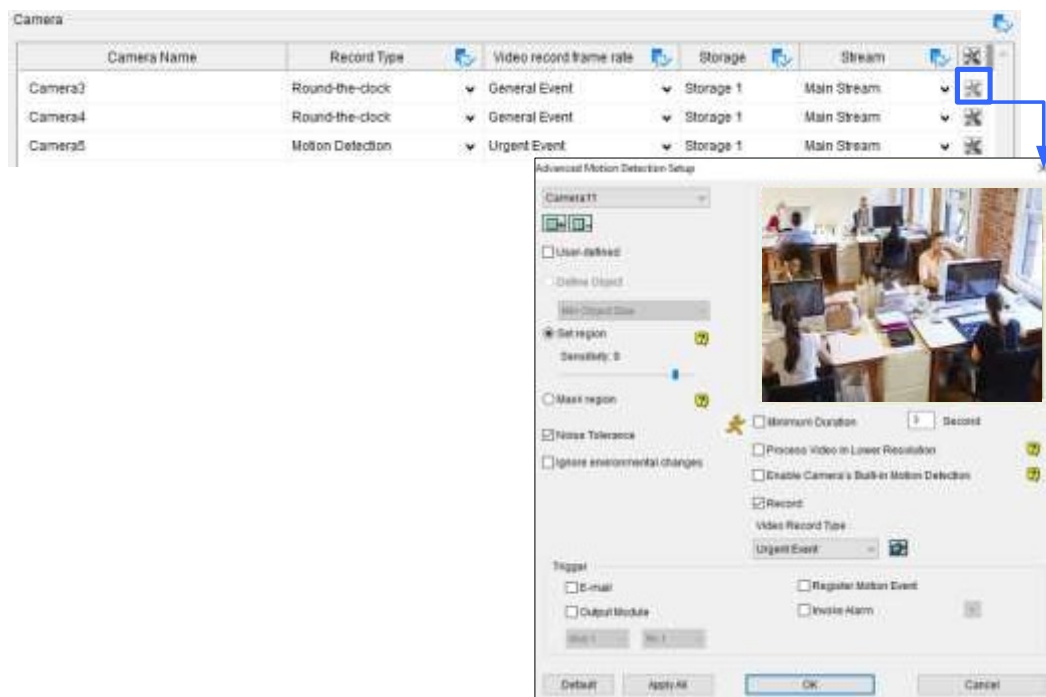 Camera
Camera Name Record Type Video record frame rate Storage Stream
Camera3 Round-the-clock General Event Storage 1 Main Stream
Camera4 Round-the-clock General Event Storage 1 Main Stream
Camera5 Motion Detection Urgent Event Storage 1 Main Stream
Advanced Motion Detection Setup
Camera11
User-defined
Define Object
Min Object Size
Set region
Sensitivity: 8
Mask region
Minimum Duration 3 Second
Noise Tolerance
Process Video in Lower Resolution
Ignore environmental changes
Enable Camera's Built-in Motion Detection
Record
Video Record Type
Urgent Event
Trigger
E-mail Register Motion Event
Output Module Invoke Alarm
Default Apply All OK Cancel